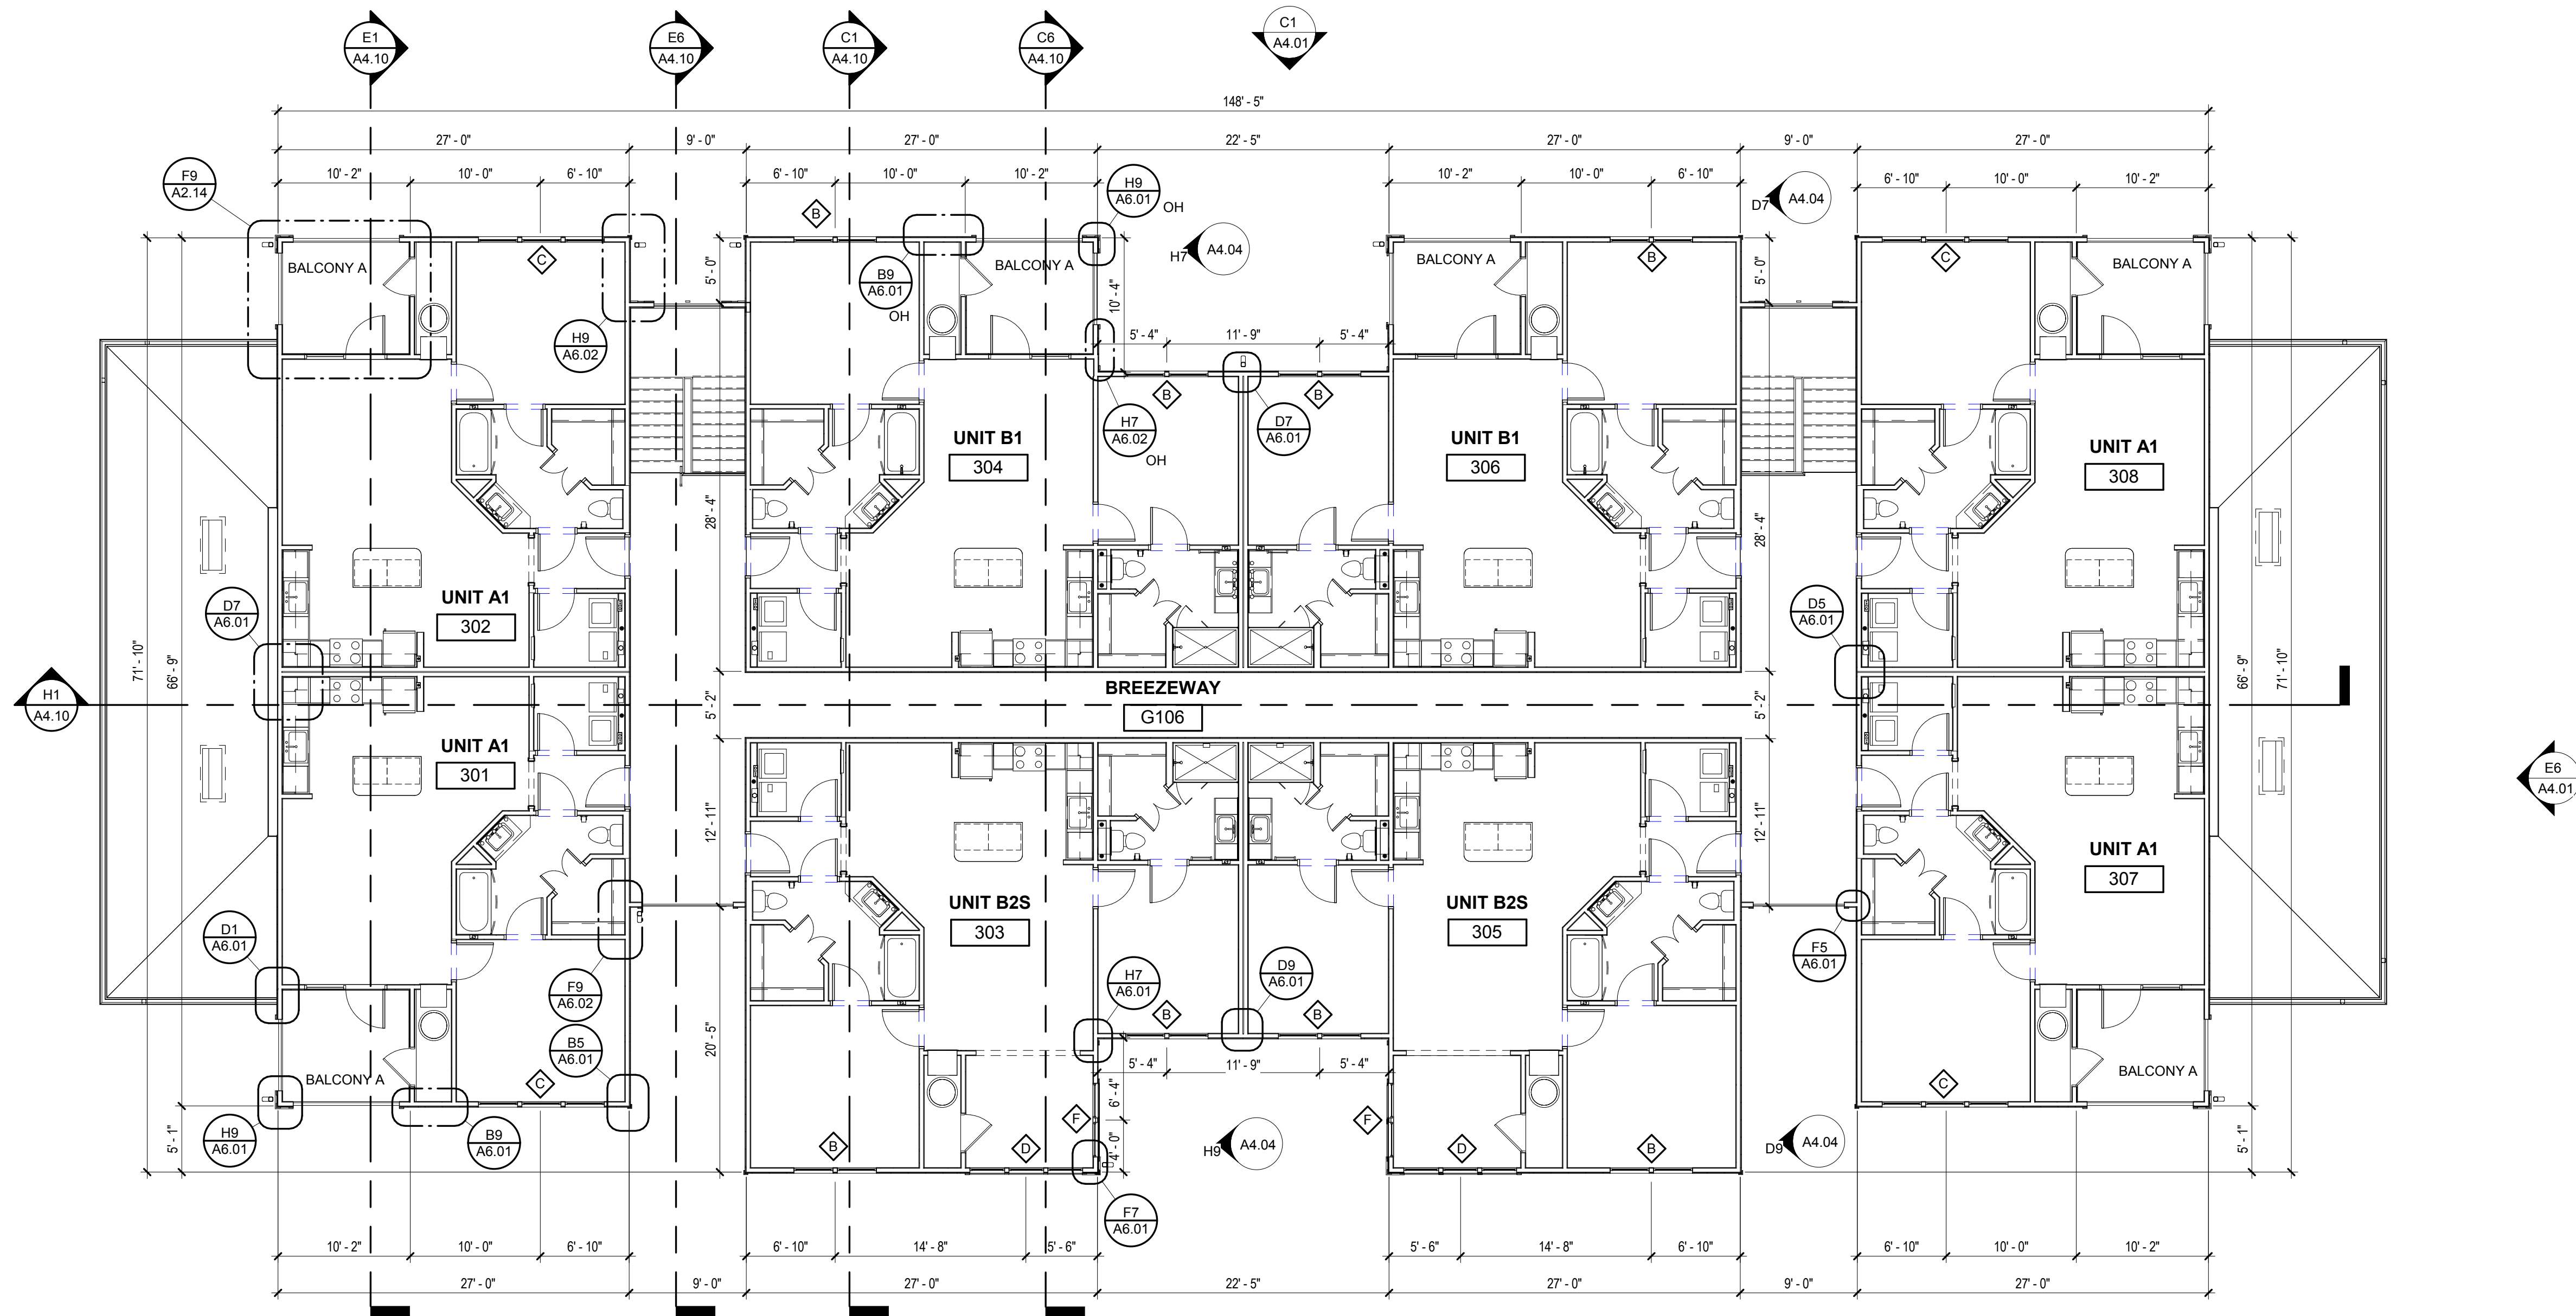 E1
A4.10
E6
A4.10
C1
A4.10
C6
A4.10
C1
A4.01
148' - 5"
27' - 0"
9' - 0"
27' - 0"
22' - 5"
27' - 0"
9' - 0"
27' - 0"
10' - 2"
10' - 0"
6' - 10"
6' - 10"
10' - 0"
10' - 2"
10' - 2"
10' - 0"
6' - 10"
6' - 10"
10' - 0"
10' - 2"
F9
A2.14
H9
A6.01
OH
D7
A4.04
B
H7
A4.04
BALCONY A
C
5' - 0"
B9
A6.01
OH
BALCONY A
10' - 4"
BALCONY A
B
5' - 0"
C
BALCONY A
H9
A6.02
5' - 4"
11' - 9"
5' - 4"
B
B
H7
A6.02
OH
D7
A6.01
UNIT B1
304
UNIT B1
306
UNIT A1
308
28' - 4"
28' - 4"
UNIT A1
302
D7
A6.01
D5
A6.01
71' - 10"
66' - 9"
66' - 9"
71' - 10"
H1
A4.10
BREEZEWAY
G106
5' - 2"
5' - 2"
UNIT A1
301
E6
A4.01
12' - 11"
12' - 11"
UNIT A1
307
UNIT B2S
303
UNIT B2S
305
D1
A6.01
F9
A6.02
H7
A6.01
D9
A6.01
F5
A6.01
B
B
B5
A6.01
20' - 5"
5' - 4"
11' - 9"
5' - 4"
BALCONY A
C
6' - 4"
C
BALCONY A
H9
A6.01
B9
A6.01
5' - 1"
B
D
F
4' - 0"
H9
A4.04
F
D
B
D9
A4.04
5' - 1"
F7
A6.01
10' - 2"
10' - 0"
6' - 10"
6' - 10"
14' - 8"
5' - 6"
5' - 6"
14' - 8"
6' - 10"
6' - 10"
10' - 0"
10' - 2"
27' - 0"
9' - 0"
27' - 0"
22' - 5"
27' - 0"
9' - 0"
27' - 0"